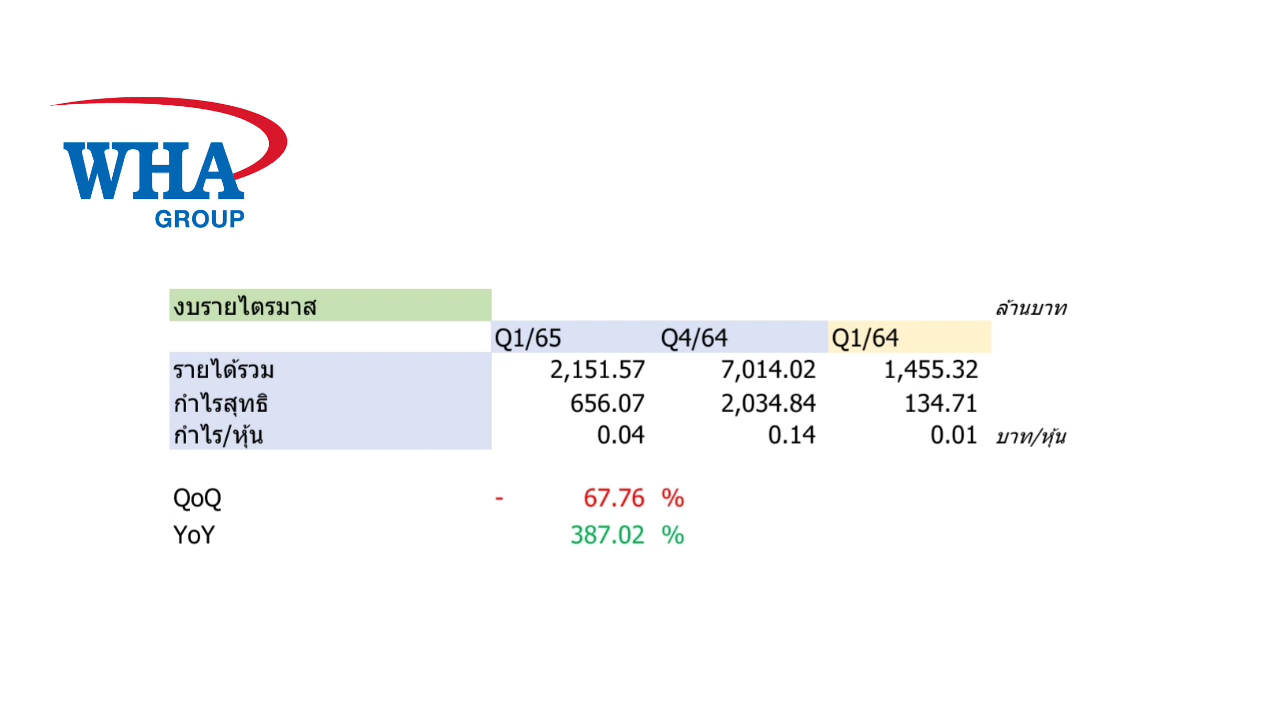 WHA
GROUP
งบรายไตรมาส ล้านบาท
Q1/65 Q4/64 Q1/64
รายได้รวม 2,151.57 7,014.02 1,455.32
กำไรสุทธิ 656.07 2,034.84 134.71
กำไร/หุ้น 0.04 0.14 0.01 บาท/หุ้น
QoQ - 67.76 %
YoY 387.02 %